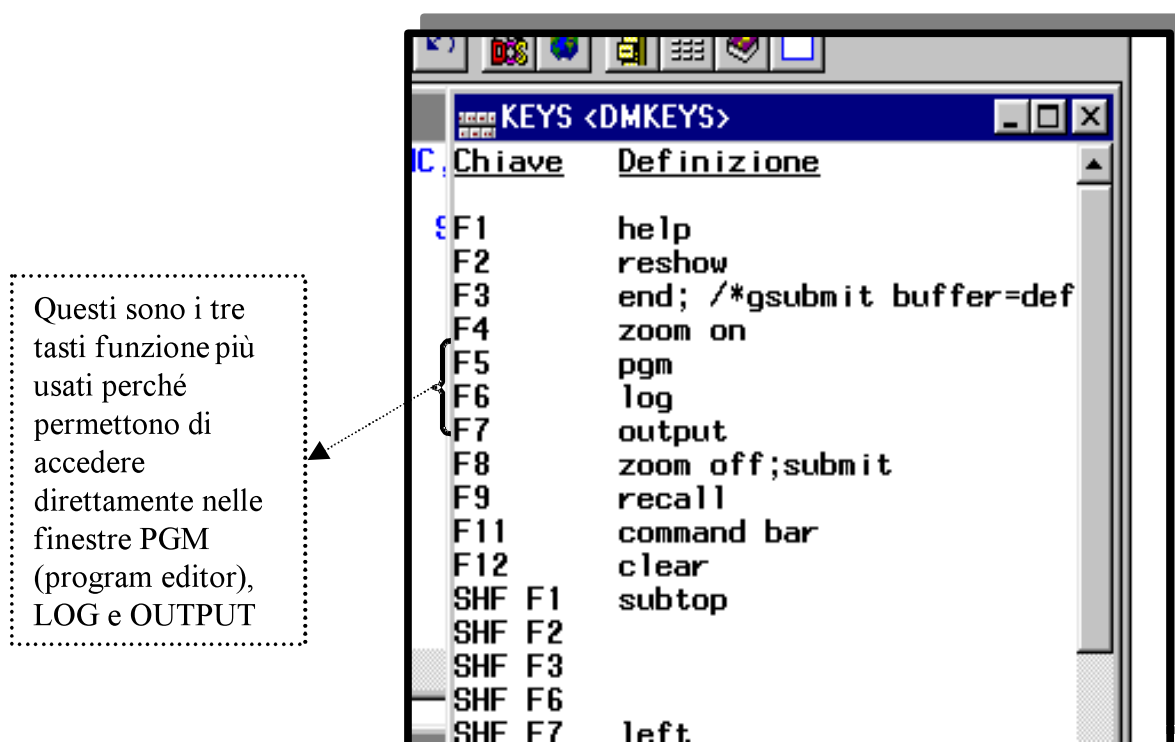 KEYS <DMKEYS>
Chiave Definizione
F1 help
F2 reshow
F3 end; /*gsubmit buffer=def
F4 zoom on
F5 pgm
F6 log
F7 output
F8 zoom off;submit
F9 recall
F11 command bar
F12 clear
SHF F1 subtop
SHF F2
SHF F3
SHF F6
SHF F7 left
Questi sono i tre
tasti funzione più
usati perché
permettono di
accedere
direttamente nelle
finestre PGM
(program editor),
LOG e OUTPUT